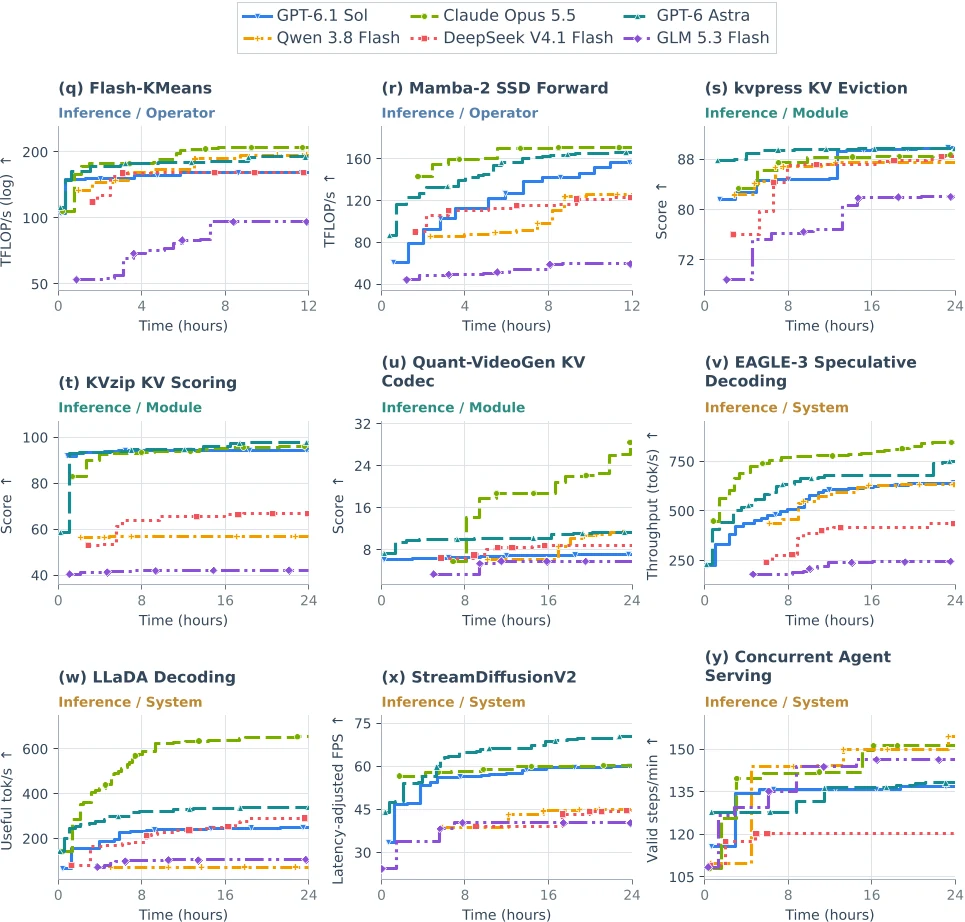 GPT-6.1 Sol Claude Opus 5.5 GPT-6 Astra
Qwen 3.8 Flash DeepSeek V4.1 Flash GLM 5.3 Flash
(q) Flash-KMeans
Inference / Operator
TFLOP/s (log) ↑
200
100
50
0 4 8 12
Time (hours)
(r) Mamba-2 SSD Forward
Inference / Operator
TFLOP/s ↑
160
120
80
40
0 2 4 6 8 10 12
Time (hours)
(s) kvpress KV Eviction
Inference / Module
Score ↑
88
80
72
0 8 16 24
Time (hours)
(t) KVzip KV Scoring
Inference / Module
Score ↑
100
80
60
40
0 8 16 24
Time (hours)
(u) Quant-VideoGen KV
Codec
Inference / Module
Score ↑
32
24
16
8
0 8 16 24
Time (hours)
(v) EAGLE-3 Speculative
Decoding
Inference / System
Throughput (tok/s) ↑
750
500
250
0 8 16 24
Time (hours)
(w) LLaDA Decoding
Inference / System
Useful tok/s ↑
600
400
200
0 8 16 24
Time (hours)
(x) StreamDiffusionV2
Inference / System
Latency-adjusted FPS ↑
75
60
45
30
0 8 16 24
Time (hours)
(y) Concurrent Agent
Serving
Inference / System
Valid steps/min ↑
150
135
120
105
0 8 16 24
Time (hours)